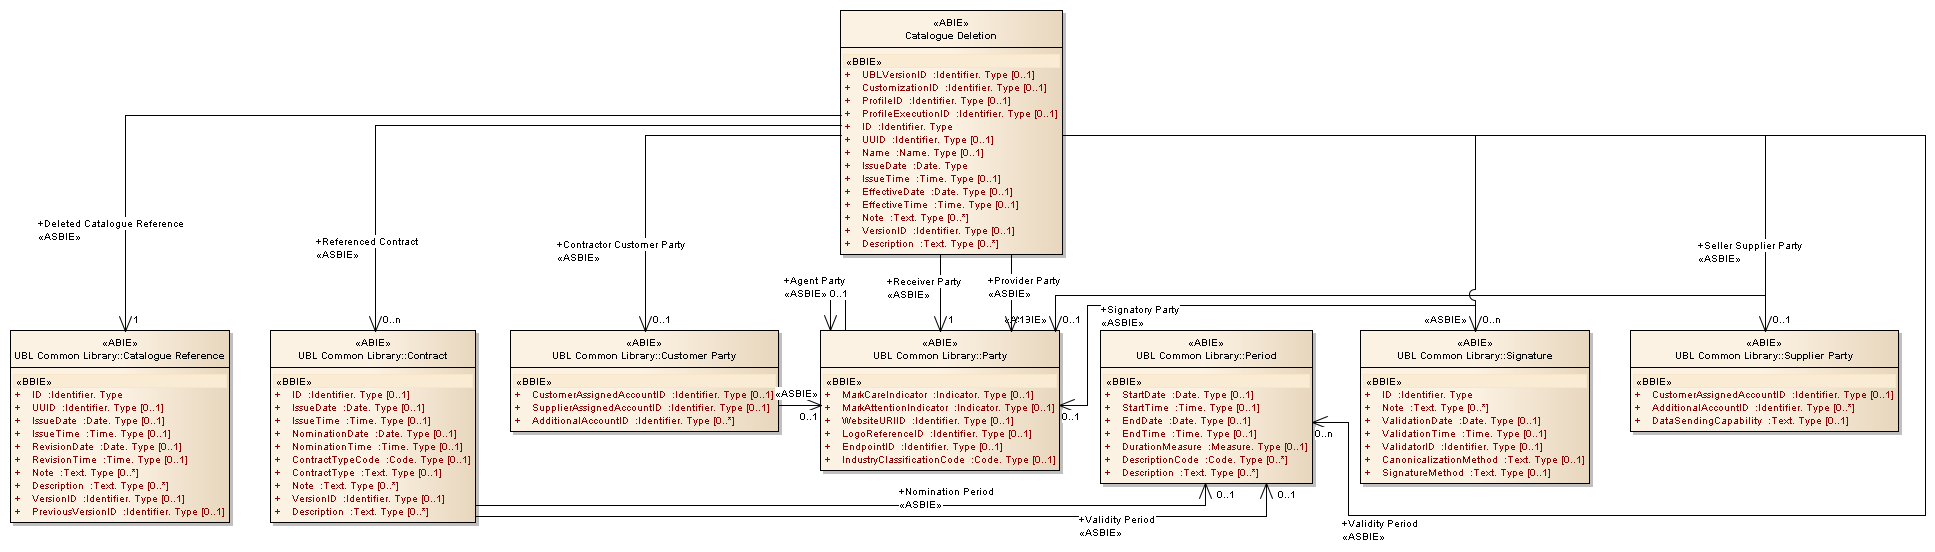 «ABIE»
Catalogue Deletion
«BBIE»
+ UBLVersionID :Identifier. Type [0..1]
+ CustomizationID :Identifier. Type [0..1]
+ ProfileID :Identifier. Type [0..1]
+ ProfileExecutionID :Identifier. Type [0..1]
+ ID :Identifier. Type
+ UUID :Identifier. Type [0..1]
+ Name :Name. Type [0..1]
+ IssueDate :Date. Type
+ IssueTime :Time. Type [0..1]
+ EffectiveDate :Date. Type [0..1]
+ EffectiveTime :Time. Type [0..1]
+ Note :Text. Type [0..*]
+ VersionID :Identifier. Type [0..1]
+ Description :Text. Type [0..*]
+Deleted Catalogue Reference
«ASBIE»
1
+Referenced Contract
«ASBIE»
0..n
+Contractor Customer Party
«ASBIE»
0..1
+Agent Party
«ASBIE» 0..1
+Receiver Party
«ASBIE»
1
+Provider Party
«ASBIE»
0..1
+Signatory Party
«ASBIE»
«ASBIE»
0..n
+Seller Supplier Party
«ASBIE»
0..1
«ABIE»
UBL Common Library::Catalogue Reference
«BBIE»
+ ID :Identifier. Type
+ UUID :Identifier. Type [0..1]
+ IssueDate :Date. Type [0..1]
+ IssueTime :Time. Type [0..1]
+ RevisionDate :Date. Type [0..1]
+ RevisionTime :Time. Type [0..1]
+ Note :Text. Type [0..*]
+ Description :Text. Type [0..*]
+ VersionID :Identifier. Type [0..1]
+ PreviousVersionID :Identifier. Type [0..1]
«ABIE»
UBL Common Library::Contract
«BBIE»
+ ID :Identifier. Type [0..1]
+ IssueDate :Date. Type [0..1]
+ IssueTime :Time. Type [0..1]
+ NominationDate :Date. Type [0..1]
+ NominationTime :Time. Type [0..1]
+ ContractTypeCode :Code. Type [0..1]
+ ContractType :Text. Type [0..1]
+ Note :Text. Type [0..*]
+ VersionID :Identifier. Type [0..1]
+ Description :Text. Type [0..*]
«ABIE»
UBL Common Library::Customer Party
«BBIE»
+ CustomerAssignedAccountID :Identifier. Type [0..1]
+ SupplierAssignedAccountID :Identifier. Type [0..1]
+ AdditionalAccountID :Identifier. Type [0..*]
«ASBIE»
0..1
«ABIE»
UBL Common Library::Party
«BBIE»
+ MarkCareIndicator :Indicator. Type [0..1]
+ MarkAttentionIndicator :Indicator. Type [0..1]
+ WebsiteURIID :Identifier. Type [0..1]
+ LogoReferenceID :Identifier. Type [0..1]
+ EndpointID :Identifier. Type [0..1]
+ IndustryClassificationCode :Code. Type [0..1]
0..1
«ABIE»
UBL Common Library::Period
«BBIE»
+ StartDate :Date. Type [0..1]
+ StartTime :Time. Type [0..1]
+ EndDate :Date. Type [0..1]
+ EndTime :Time. Type [0..1]
+ DurationMeasure :Measure. Type [0..1]
+ DescriptionCode :Code. Type [0..*]
+ Description :Text. Type [0..*]
0..n
«ABIE»
UBL Common Library::Signature
«BBIE»
+ ID :Identifier. Type
+ Note :Text. Type [0..*]
+ ValidationDate :Date. Type [0..1]
+ ValidationTime :Time. Type [0..1]
+ ValidatorID :Identifier. Type [0..1]
+ CanonicalizationMethod :Text. Type [0..1]
+ SignatureMethod :Text. Type [0..1]
«ABIE»
UBL Common Library::Supplier Party
«BBIE»
+ CustomerAssignedAccountID :Identifier. Type [0..1]
+ AdditionalAccountID :Identifier. Type [0..*]
+ DataSendingCapability :Text. Type [0..1]
+Nomination Period
«ASBIE»
0..1
+Validity Period
«ASBIE»
0..1
+Validity Period
«ASBIE»